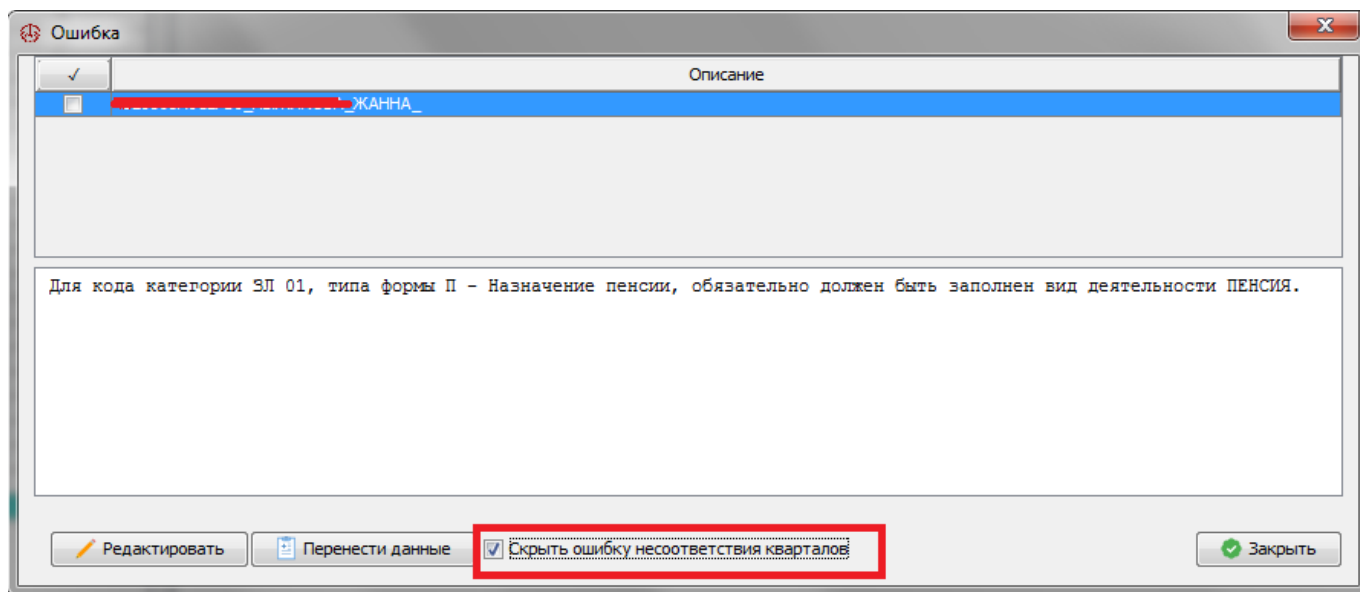 Ошибка
✓ Описание
_ЖАННА_
Для кода категории ЗЛ 01, типа формы П - Назначение пенсии, обязательно должен быть заполнен вид деятельности ПЕНСИЯ.
Редактировать Перенести данные Скрыть ошибку несоответствия кварталов Закрыть